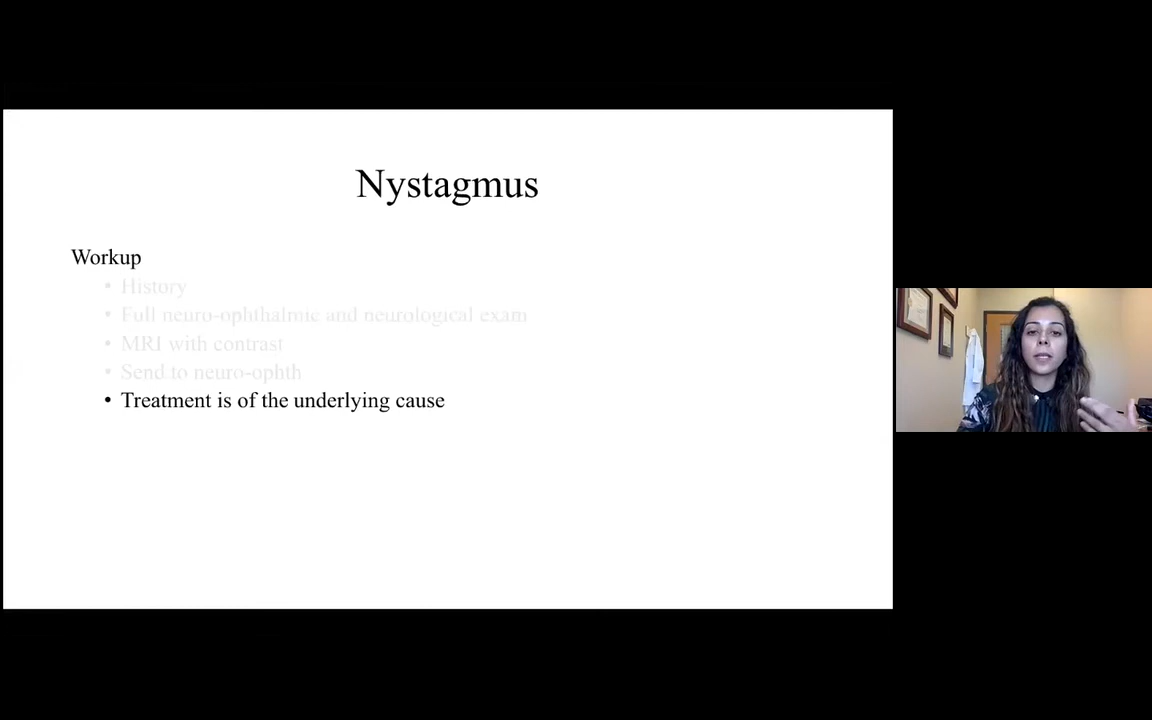 Nystagmus
Workup
• History
• Full neuro-ophthalmic and neurological exam
• MRI with contrast
• Send to neuro-ophth
• Treatment is of the underlying cause